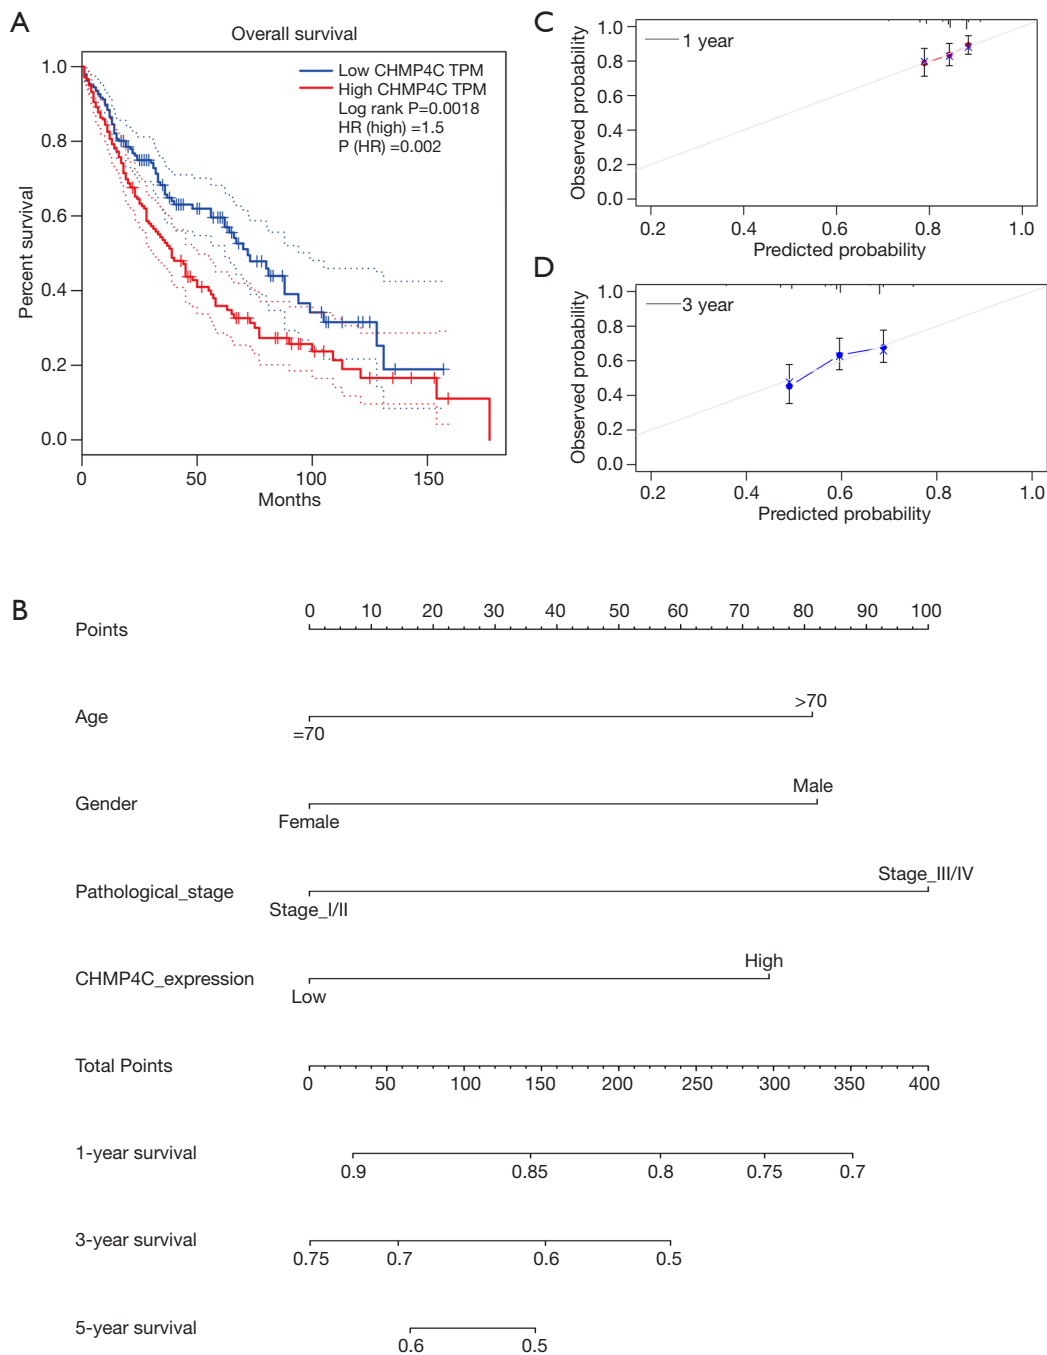 A
Overall survival
Low CHMP4C TPM
High CHMP4C TPM
Log rank P=0.0018
HR (high) =1.5
P (HR) =0.002
Percent survival
1.0
0.8
0.6
0.4
0.2
0.0
0 50 100 150
Months
C
1 year
Observed probability
1.0
0.8
0.6
0.4
0.2
0.0
0.2 0.4 0.6 0.8 1.0
Predicted probability
D
3 year
Observed probability
1.0
0.8
0.6
0.4
0.2
0.0
0.2 0.4 0.6 0.8 1.0
Predicted probability
B
Points
0 10 20 30 40 50 60 70 80 90 100
Age
=70
>70
Gender
Female
Male
Pathological_stage
Stage_I/II
Stage_III/IV
CHMP4C_expression
Low
High
Total Points
0 50 100 150 200 250 300 350 400
1-year survival
0.9 0.85 0.8 0.75 0.7
3-year survival
0.75 0.7 0.6 0.5
5-year survival
0.6 0.5